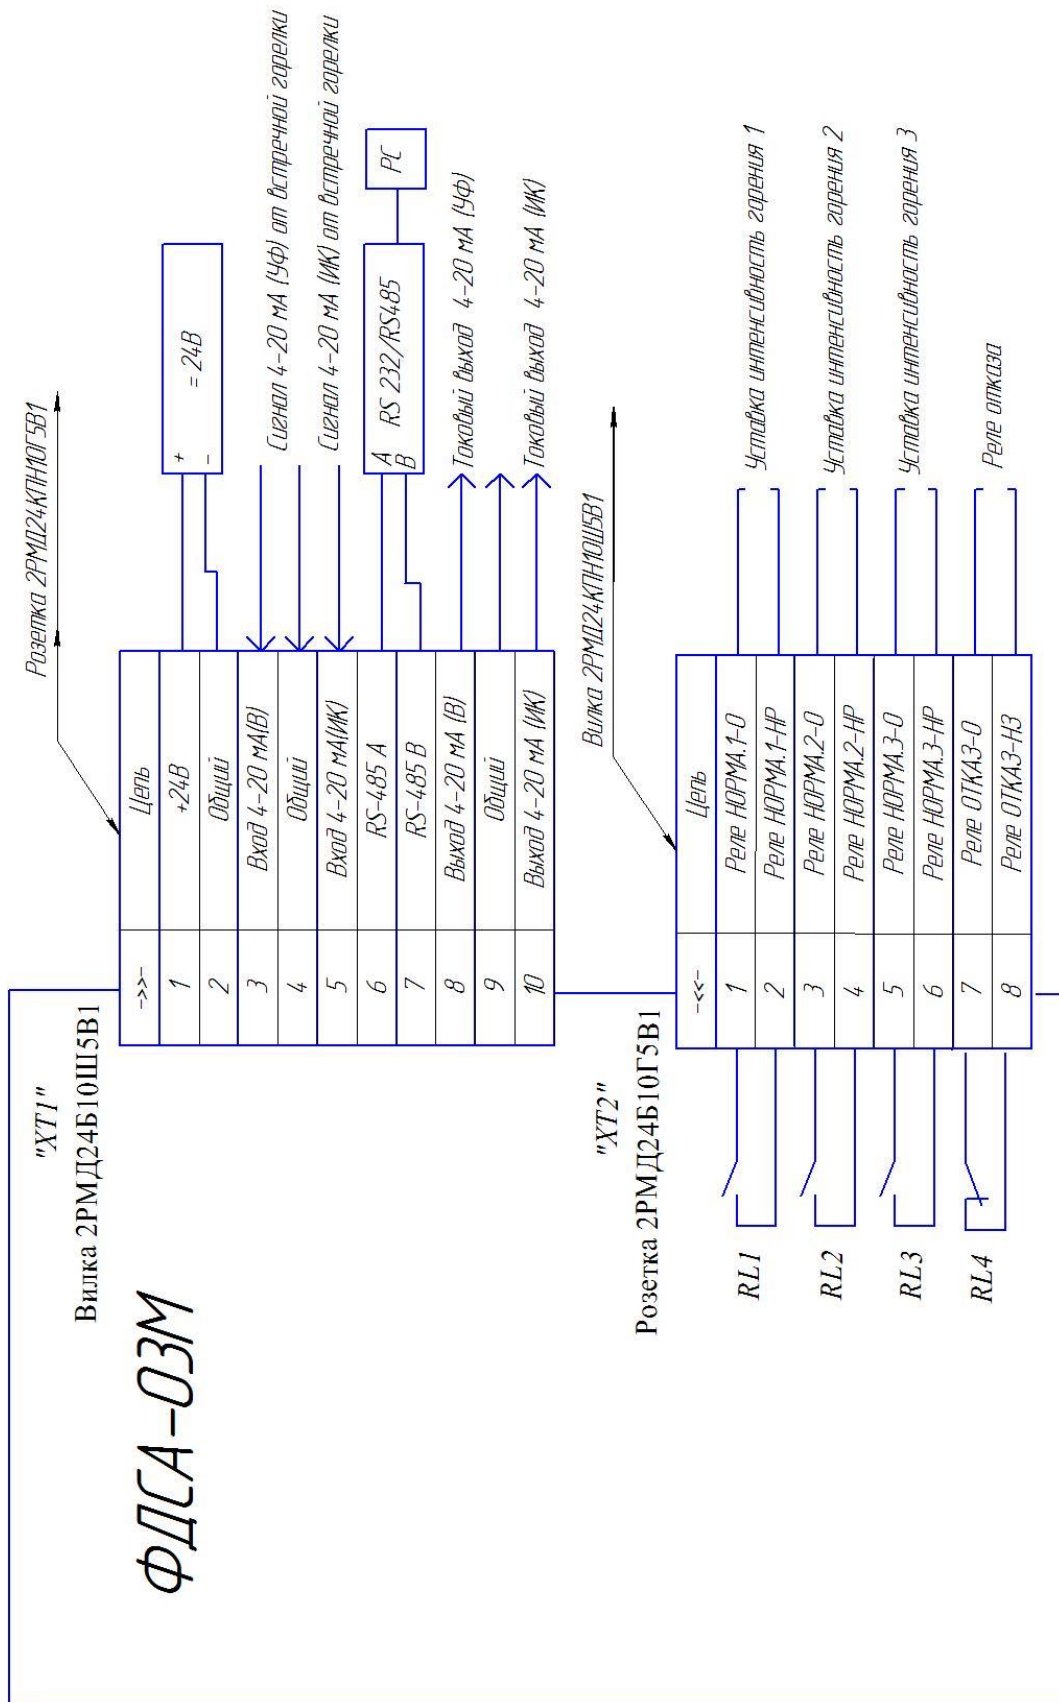 ФДСА-03М
"XT1"
Вилка 2РМД24Б10Ш5В1
Розетка 2РМД24КПН10Г5В1
->>- Цепь
1 +24В
2 Общий
3 Вход 4-20 мА(В)
4 Общий
5 Вход 4-20 мА(ИК)
6 RS-485 A
7 RS-485 B
8 Выход 4-20 мА (В)
9 Общий
10 Выход 4-20 мА (ИК)
+
-
= 24В
Сигнал 4-20 мА (УФ) от встречной горелки
Сигнал 4-20 мА (ИК) от встречной горелки
A
B
RS 232/RS485
PC
Токовый выход 4-20 мА (УФ)
Токовый выход 4-20 мА (ИК)
"XT2"
Розетка 2РМД24Б10Г5В1
Вилка 2РМД24КПН10Ш5В1
-<<- Цепь
1 Реле НОРМА.1-О
2 Реле НОРМА.1-НР
3 Реле НОРМА.2-О
4 Реле НОРМА.2-НР
5 Реле НОРМА.3-О
6 Реле НОРМА.3-НР
7 Реле ОТКАЗ-О
8 Реле ОТКАЗ-НЗ
RL1
RL2
RL3
RL4
Уставка интенсивность горения 1
Уставка интенсивность горения 2
Уставка интенсивность горения 3
Реле отказа